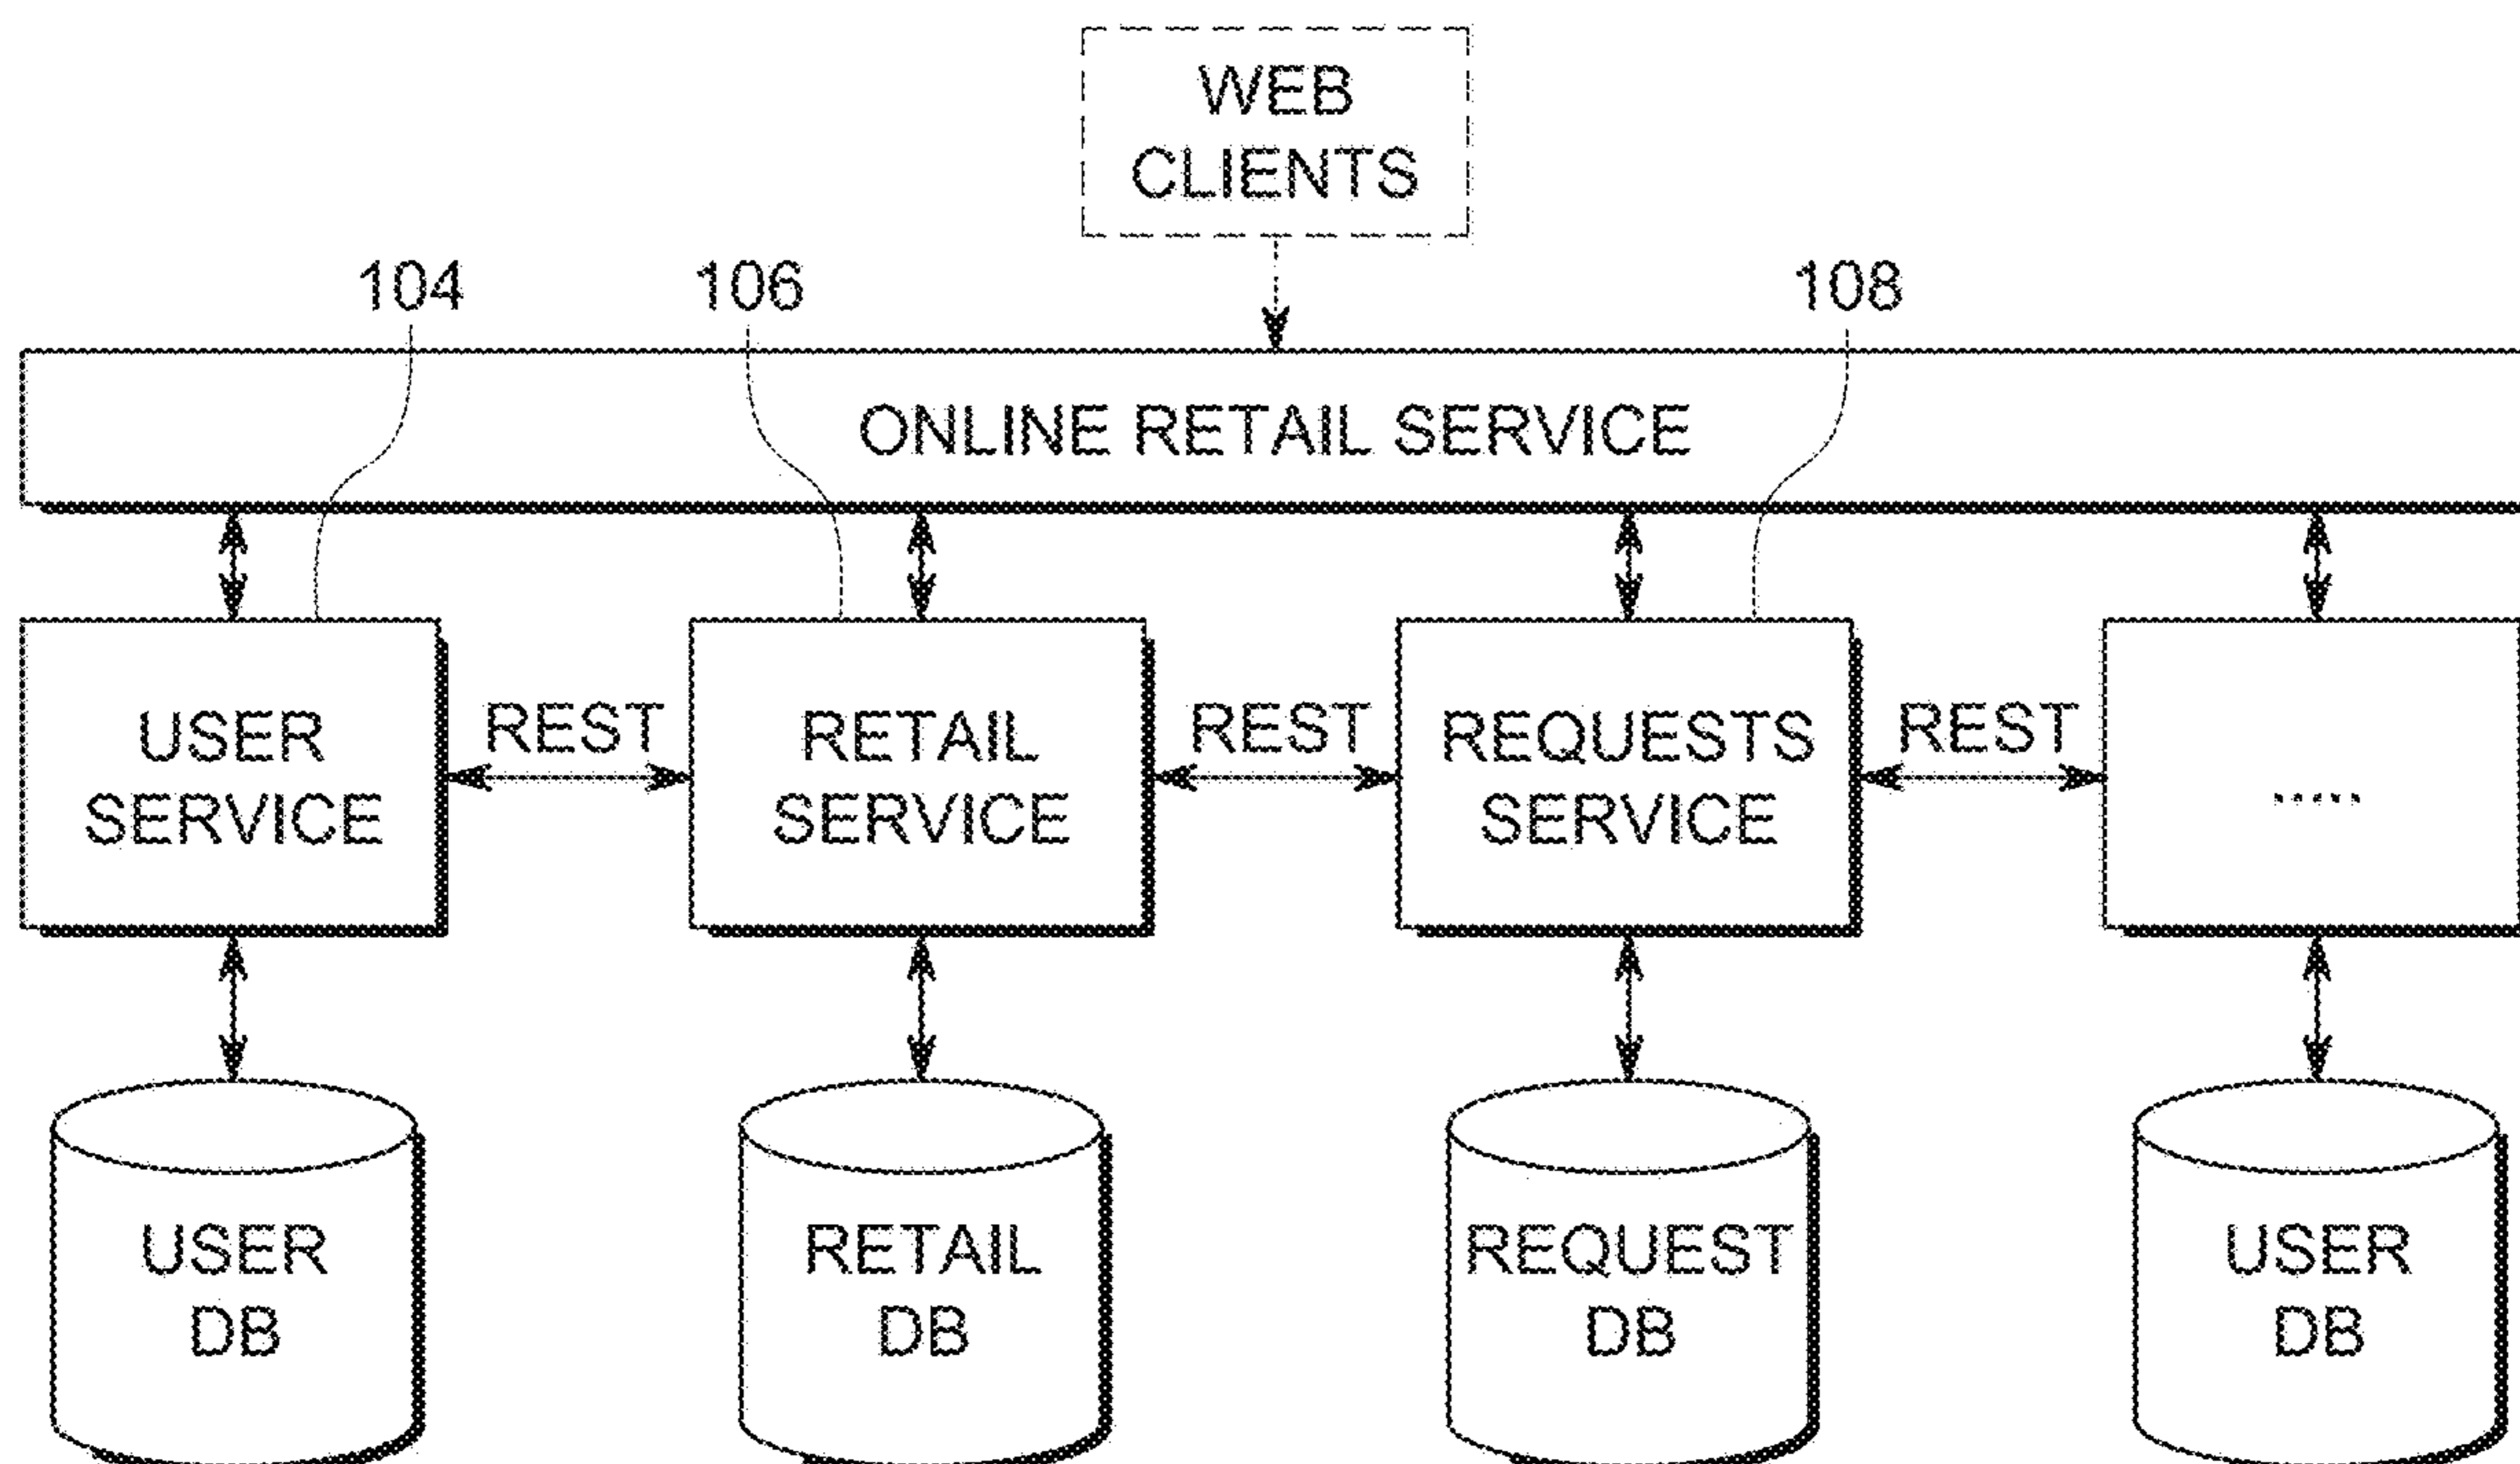 WEB
CLIENTS
104
106
108
ONLINE RETAIL SERVICE
USER
SERVICE
REST
RETAIL
SERVICE
REST
REQUESTS
SERVICE
REST
.....
USER
DB
RETAIL
DB
REQUEST
DB
USER
DB